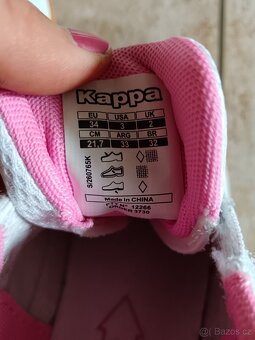 Kappa
EU USA UK
34 3 2
CM ARG BR
21,7 33 32
S/260765K
Made in CHINA
12266
3730
Bazoš.cz